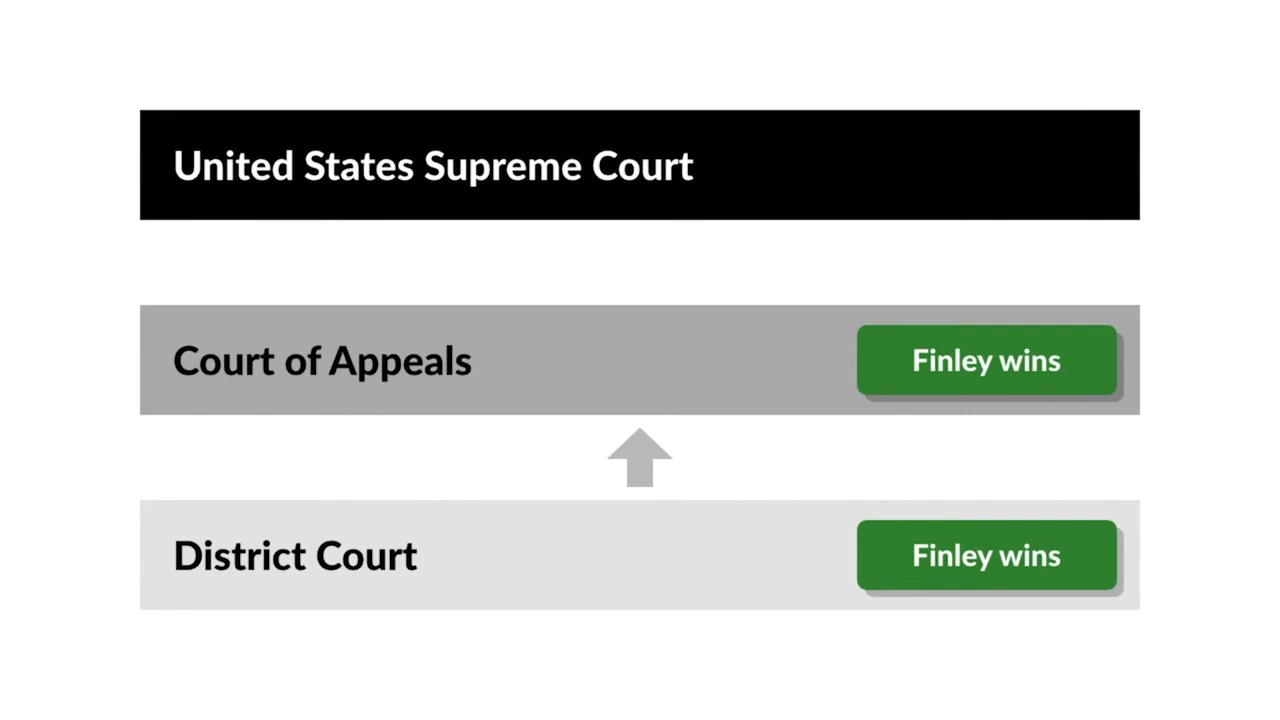 United States Supreme Court
Court of Appeals
Finley wins
District Court
Finley wins